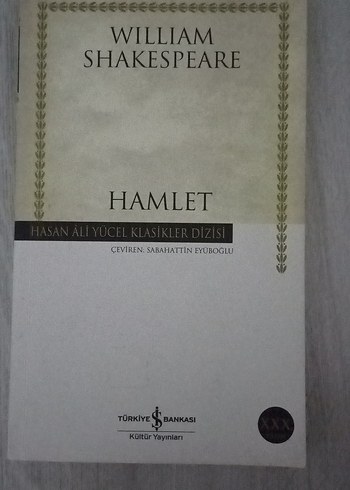 WILLIAM
SHAKESPEARE
HAMLET
HASAN ÂLİ YÜCEL KLASİKLER DİZİSİ
ÇEVİREN: SABAHATTİN EYÜBOĞLU
TÜRKİYE İŞ BANKASI
Kültür Yayınları
XXX